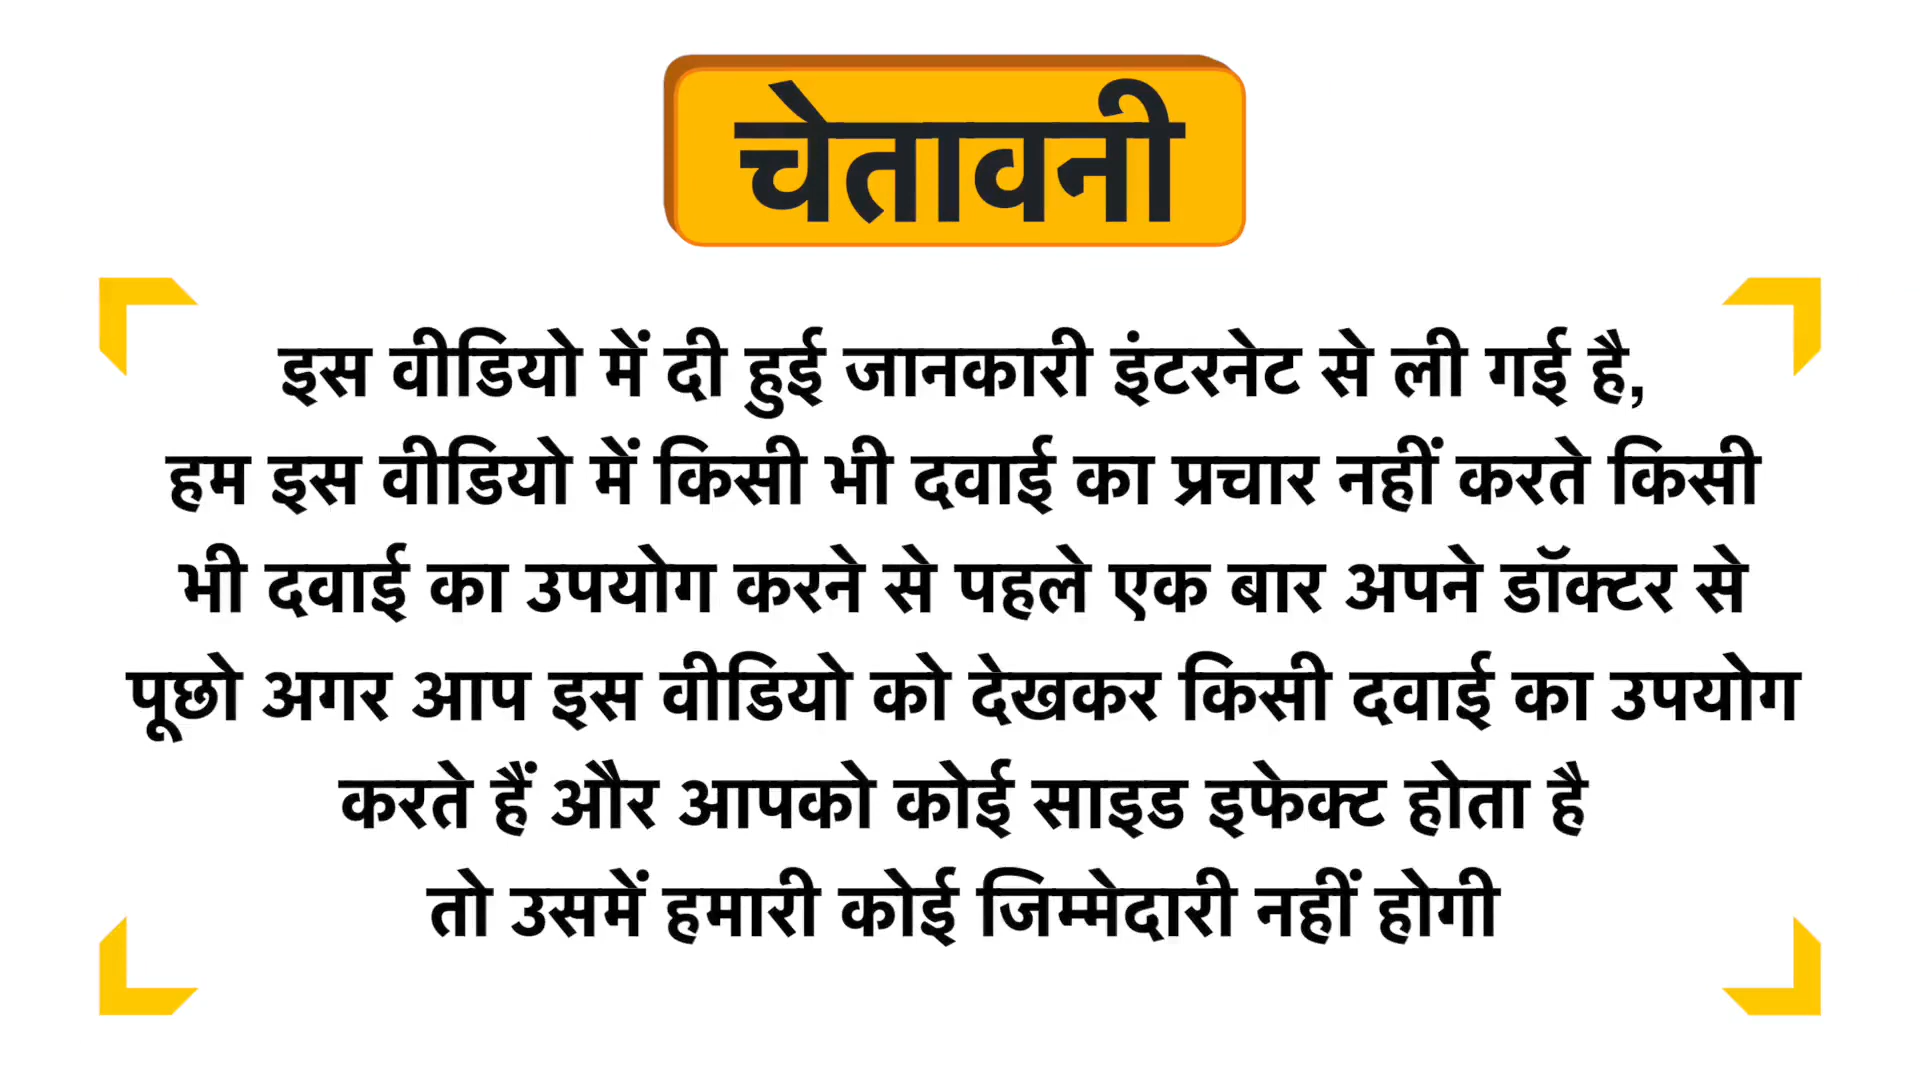 चेतावनी
इस वीडियो में दी हुई जानकारी इंटरनेट से ली गई है,
हम इस वीडियो में किसी भी दवाई का प्रचार नहीं करते किसी
भी दवाई का उपयोग करने से पहले एक बार अपने डॉक्टर से
पूछो अगर आप इस वीडियो को देखकर किसी दवाई का उपयोग
करते हैं और आपको कोई साइड इफेक्ट होता है
तो उसमें हमारी कोई जिम्मेदारी नहीं होगी